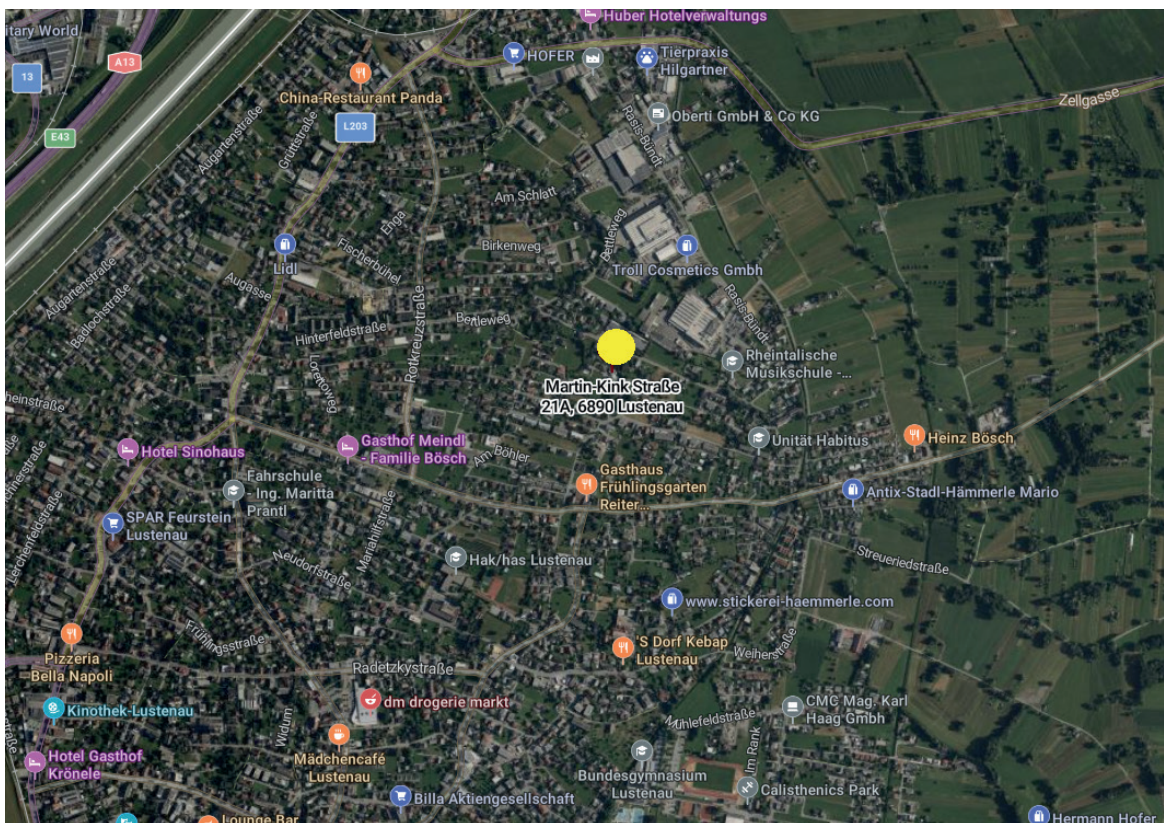 Huber Hotelverwaltungs
itary World
A13
13
E43
HOFER
Tierpraxis
Hilgartner
China-Restaurant Panda
Zellgasse
L203
Oberti GmbH & Co KG
Augartenstraße
Grüttstraße
Rasis-Bündt
Am Schlatt
Enga
Birkenweg
Bettleweg
Fischerbühel
Lidl
Troll Cosmetics Gmbh
Augartenstraße
Badlochstraße
Augasse
Rasis-Bündt
Hinterfeldstraße
Bettleweg
Rotkreuzstraße
Lorettoweg
Rheintalische
Musikschule -...
Martin-Kink Straße
21A, 6890 Lustenau
heinstraße
Hotel Sinohaus
Gasthof Meindl
- Familie Bösch
Am Böhler
Unität Habitus
Heinz Bösch
Fahrschule
- Ing. Maritta
Prantl
Gasthaus
Frühlingsgarten
Reiter...
Antix-Stadl-Hämmerle Mario
SPAR Feurstein
Lustenau
Lerchenfeldstraße
Mariahilfstraße
Neudorfstraße
Hak/has Lustenau
Streueriedstraße
www.stickerei-haemmerle.com
Frühlingsstraße
'S Dorf Kebap
Lustenau
Weiherstraße
Pizzeria
Bella Napoli
Radetzkystraße
dm drogerie markt
Kinothek-Lustenau
CMC Mag. Karl
Haag Gmbh
Mühlefeldstraße
Widum
Mädchencafé
Lustenau
Hotel Gasthof
Krönele
Bundesgymnasium
Lustenau
Im Rank
Calisthenics Park
Billa Aktiengesellschaft
Lounge Bar
Hermann Hofer